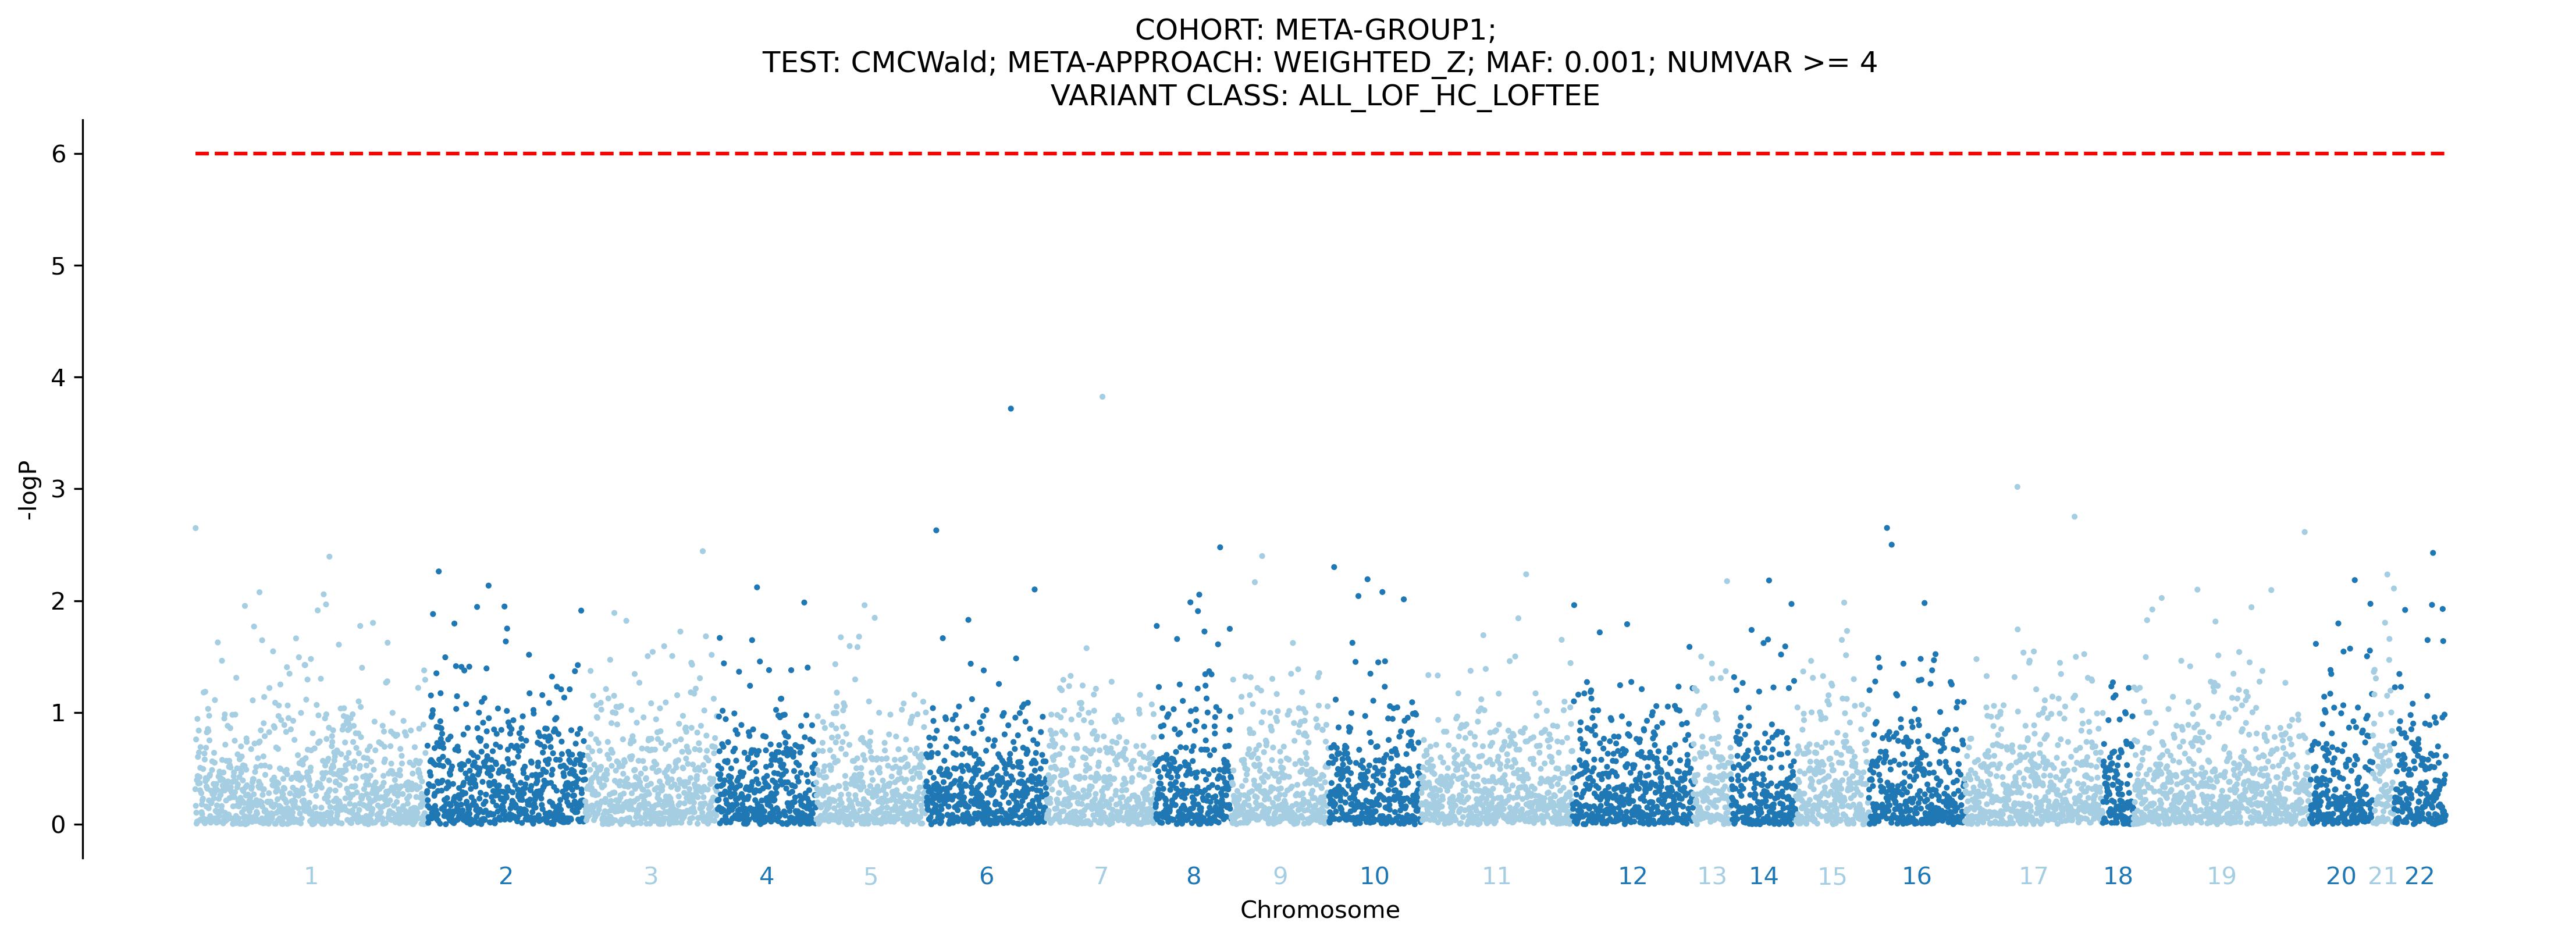 COHORT: META-GROUP1;
TEST: CMCWald; META-APPROACH: WEIGHTED_Z; MAF: 0.001; NUMVAR >= 4
VARIANT CLASS: ALL_LOF_HC_LOFTEE
6
5
4
3
2
1
0
-logP
1 2 3 4 5 6 7 8 9 10 11 12 13 14 15 16 17 18 19 20 21 22
Chromosome